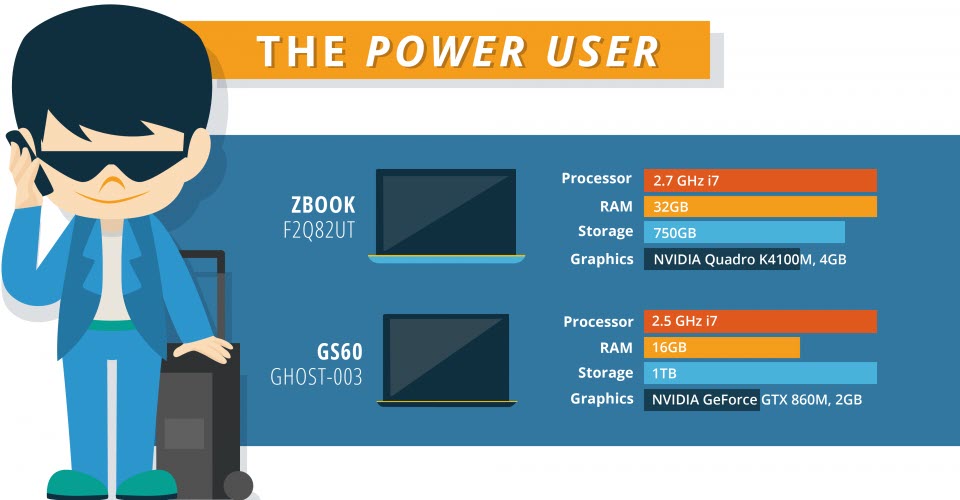 THE POWER USER
ZBOOK
F2Q82UT
Processor 2.7 GHz i7
RAM 32GB
Storage 750GB
Graphics NVIDIA Quadro K4100M, 4GB
GS60
GHOST-003
Processor 2.5 GHz i7
RAM 16GB
Storage 1TB
Graphics NVIDIA GeForce GTX 860M, 2GB